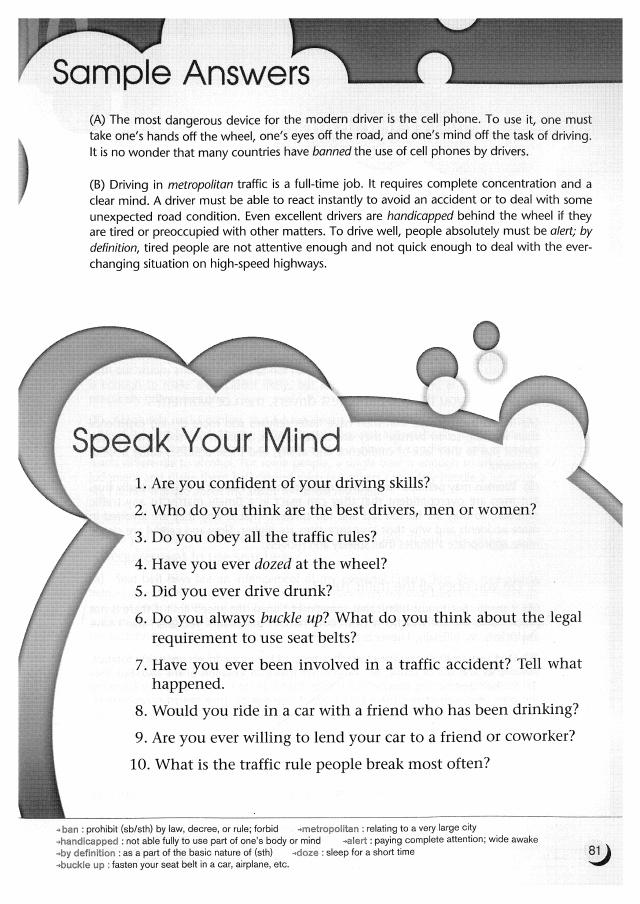 Sample Answers
(A) The most dangerous device for the modern driver is the cell phone. To use it, one must
take one's hands off the wheel, one's eyes off the road, and one's mind off the task of driving.
It is no wonder that many countries have banned the use of cell phones by drivers.
(B) Driving in metropolitan traffic is a full-time job. It requires complete concentration and a
clear mind. A driver must be able to react instantly to avoid an accident or to deal with some
unexpected road condition. Even excellent drivers are handicapped behind the wheel if they
are tired or preoccupied with other matters. To drive well, people absolutely must be alert; by
definition, tired people are not attentive enough and not quick enough to deal with the ever-
changing situation on high-speed highways.
Speak Your Mind
1. Are you confident of your driving skills?
2. Who do you think are the best drivers, men or women?
3. Do you obey all the traffic rules?
4. Have you ever dozed at the wheel?
5. Did you ever drive drunk?
6. Do you always buckle up? What do you think about the legal
requirement to use seat belts?
7. Have you ever been involved in a traffic accident? Tell what
happened.
8. Would you ride in a car with a friend who has been drinking?
9. Are you ever willing to lend your car to a friend or coworker?
10. What is the traffic rule people break most often?
→ban : prohibit (sb/sth) by law, decree, or rule; forbid →metropolitan : relating to a very large city
→handicapped : not able fully to use part of one's body or mind →alert : paying complete attention; wide awake
→by definition : as a part of the basic nature of (sth) →doze : sleep for a short time
→buckle up : fasten your seat belt in a car, airplane, etc.
81